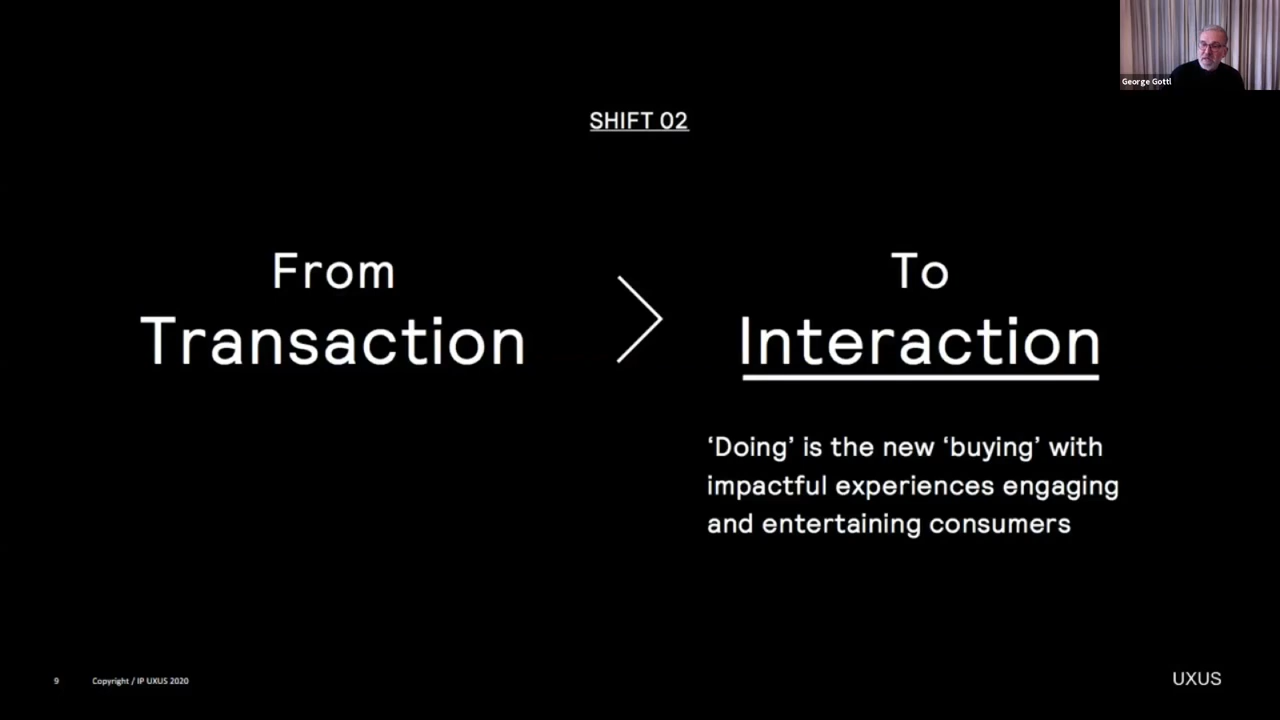 George Gottl
SHIFT 02
From
Transaction
To
Interaction
‘Doing’ is the new ‘buying’ with
impactful experiences engaging
and entertaining consumers
9
Copyright / IP UXUS 2020
UXUS